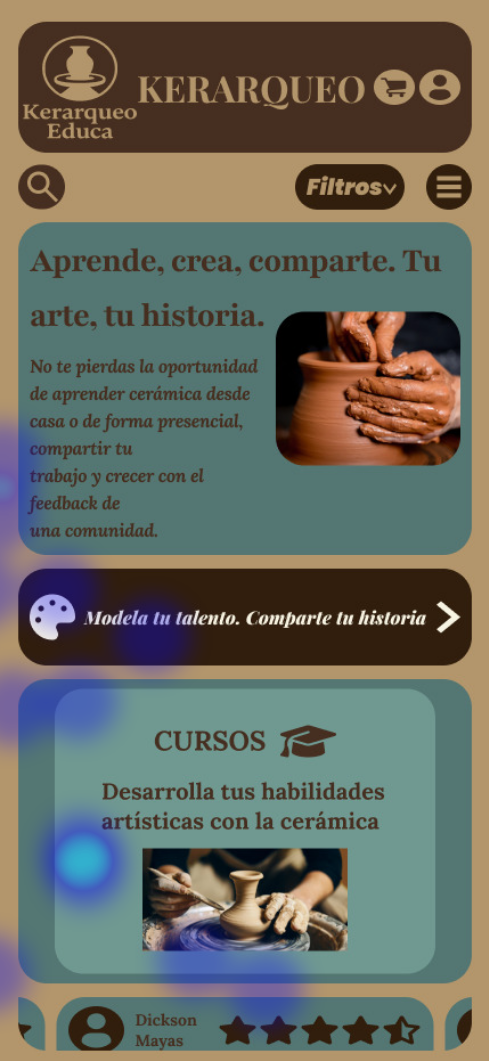 Kerarqueo
Educa
KERARQUEO
Filtros
Aprende, crea, comparte. Tu
arte, tu historia.
No te pierdas la oportunidad
de aprender cerámica desde
casa o de forma presencial,
compartir tu
trabajo y crecer con el
feedback de
una comunidad.
Modela tu talento. Comparte tu historia
CURSOS
Desarrolla tus habilidades
artísticas con la cerámica
Dickson
Mayas